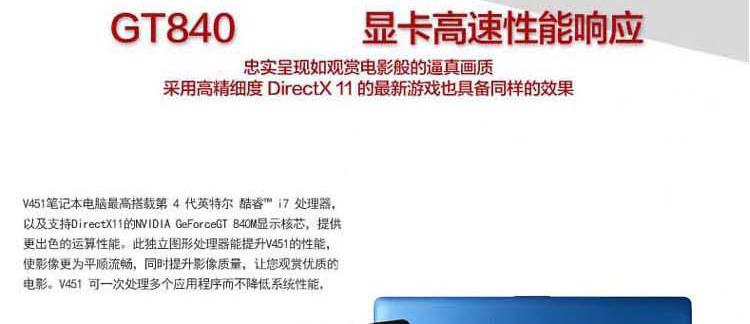 GT840 显卡高速性能响应
忠实呈现如观赏电影般的逼真画质
采用高精细度 DirectX 11 的最新游戏也具备同样的效果
V451笔记本电脑最高搭载第 4 代英特尔 酷睿™ i7 处理器,
以及支持DirectX11的NVIDIA GeForceGT 840M显示核芯，提供
更出色的运算性能。此独立图形处理器能提升V451的性能，
使影像更为平顺流畅，同时提升影像质量，让您观赏优质的
电影。V451 可一次处理多个应用程序而不降低系统性能，